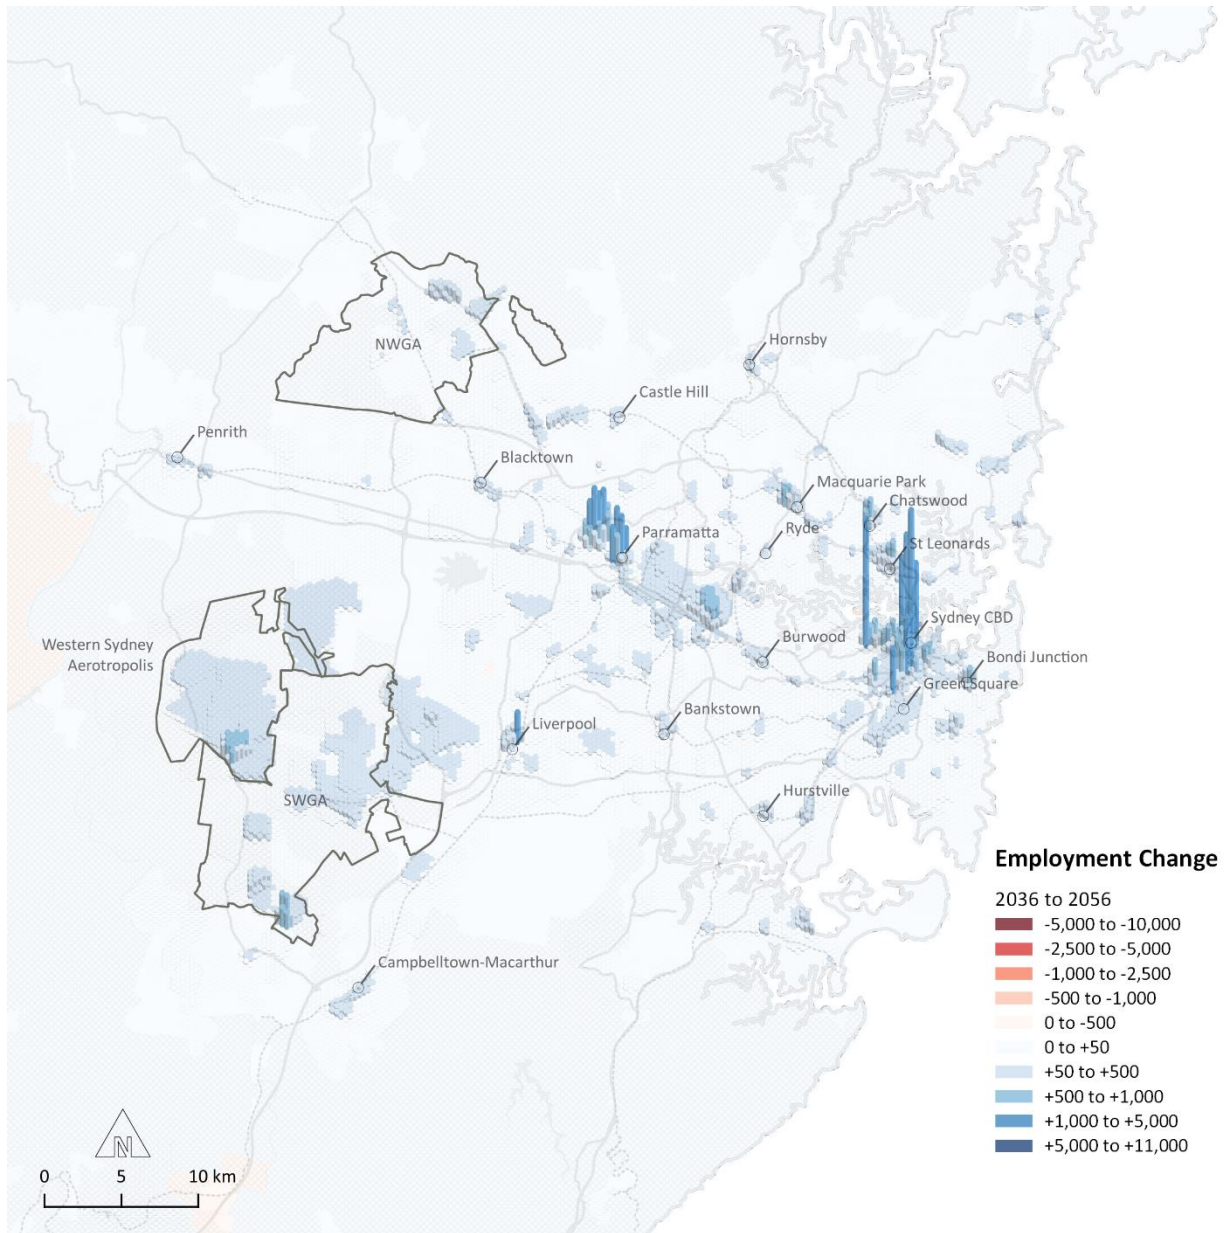 NWGA
Hornsby
Castle Hill
Penrith
Blacktown
Macquarie Park
Chatswood
Parramatta
Ryde
St Leonards
Western Sydney
Aerotropolis
Burwood
Sydney CBD
Bondi Junction
Green Square
Liverpool
Bankstown
SWGA
Hurstville
Campbelltown-Macarthur
Employment Change
2036 to 2056
-5,000 to -10,000
-2,500 to -5,000
-1,000 to -2,500
-500 to -1,000
0 to -500
0 to +50
+50 to +500
+500 to +1,000
+1,000 to +5,000
+5,000 to +11,000
N
0 5 10 km